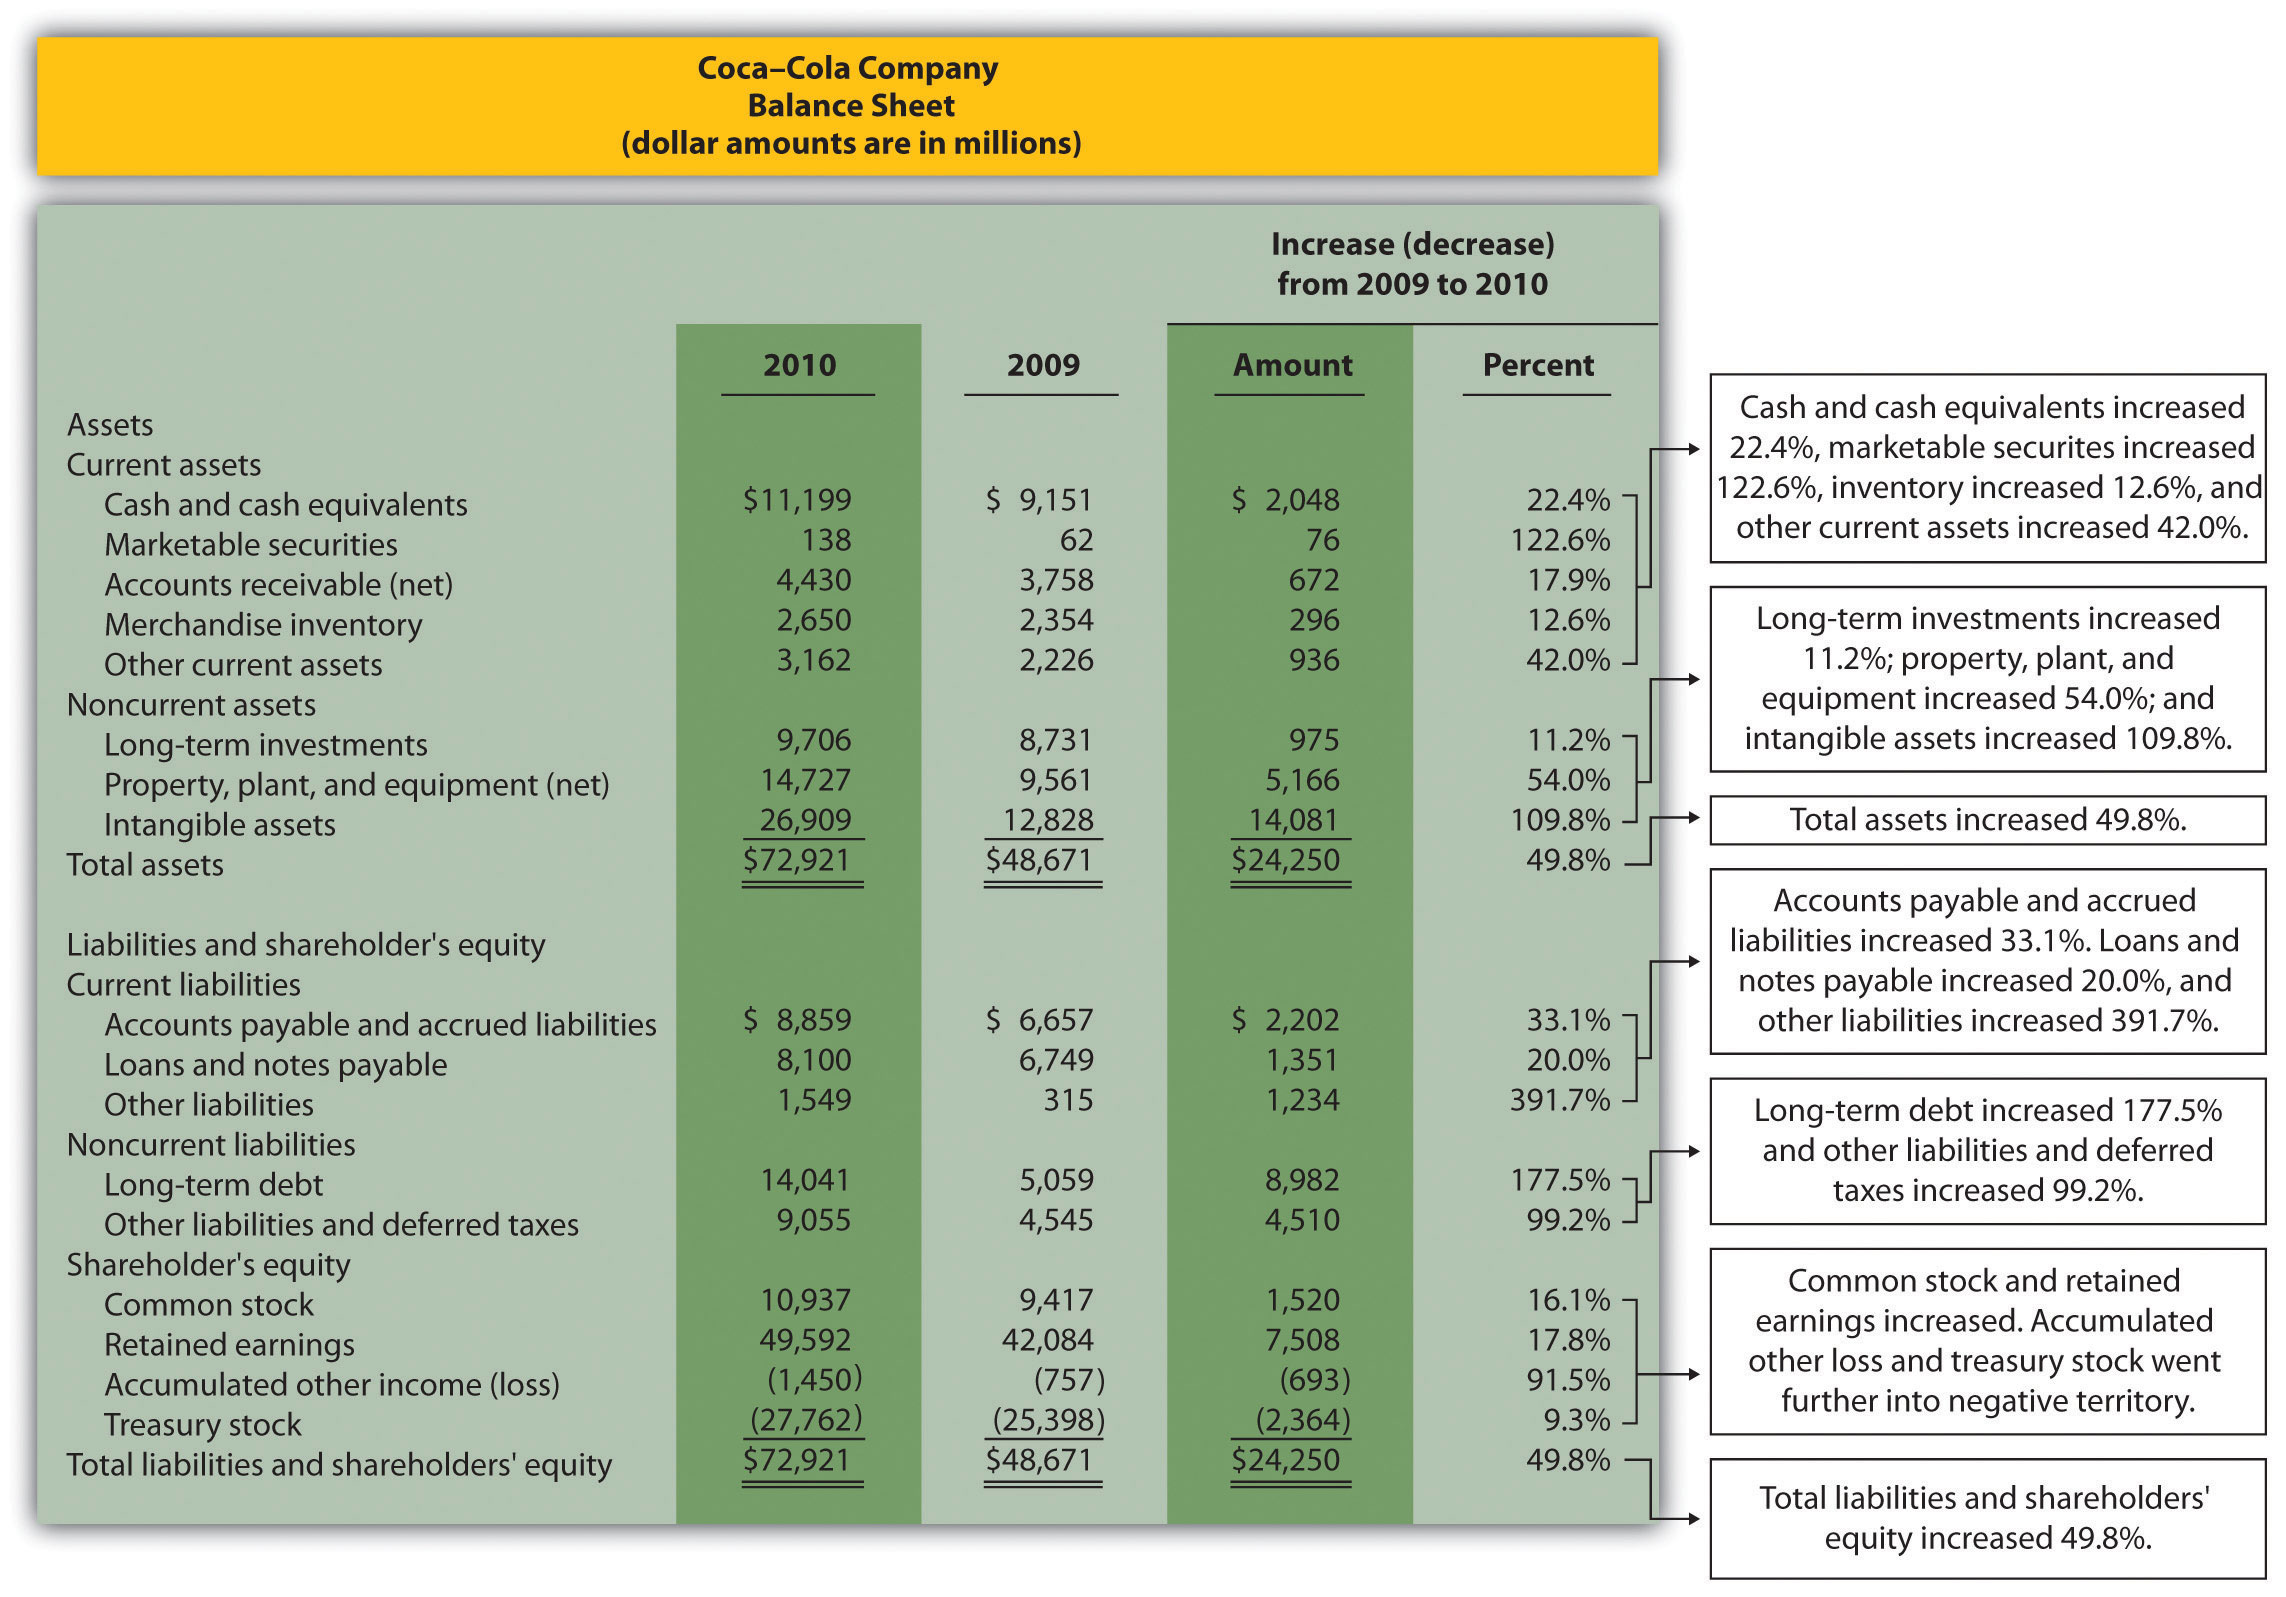 Coca–Cola Company
Balance Sheet
(dollar amounts are in millions)
Increase (decrease)
from 2009 to 2010
2010 2009 Amount Percent
Assets
Current assets
Cash and cash equivalents $11,199 $ 9,151 $ 2,048 22.4%
Marketable securities 138 62 76 122.6%
Accounts receivable (net) 4,430 3,758 672 17.9%
Merchandise inventory 2,650 2,354 296 12.6%
Other current assets 3,162 2,226 936 42.0%
Noncurrent assets
Long-term investments 9,706 8,731 975 11.2%
Property, plant, and equipment (net) 14,727 9,561 5,166 54.0%
Intangible assets 26,909 12,828 14,081 109.8%
Total assets $72,921 $48,671 $24,250 49.8%
Liabilities and shareholder's equity
Current liabilities
Accounts payable and accrued liabilities $ 8,859 $ 6,657 $ 2,202 33.1%
Loans and notes payable 8,100 6,749 1,351 20.0%
Other liabilities 1,549 315 1,234 391.7%
Noncurrent liabilities
Long-term debt 14,041 5,059 8,982 177.5%
Other liabilities and deferred taxes 9,055 4,545 4,510 99.2%
Shareholder's equity
Common stock 10,937 9,417 1,520 16.1%
Retained earnings 49,592 42,084 7,508 17.8%
Accumulated other income (loss) (1,450) (757) (693) 91.5%
Treasury stock (27,762) (25,398) (2,364) 9.3%
Total liabilities and shareholders' equity $72,921 $48,671 $24,250 49.8%
Cash and cash equivalents increased
22.4%, marketable securites increased
122.6%, inventory increased 12.6%, and
other current assets increased 42.0%.
Long-term investments increased
11.2%; property, plant, and
equipment increased 54.0%; and
intangible assets increased 109.8%.
Total assets increased 49.8%.
Accounts payable and accrued
liabilities increased 33.1%. Loans and
notes payable increased 20.0%, and
other liabilities increased 391.7%.
Long-term debt increased 177.5%
and other liabilities and deferred
taxes increased 99.2%.
Common stock and retained
earnings increased. Accumulated
other loss and treasury stock went
further into negative territory.
Total liabilities and shareholders'
equity increased 49.8%.